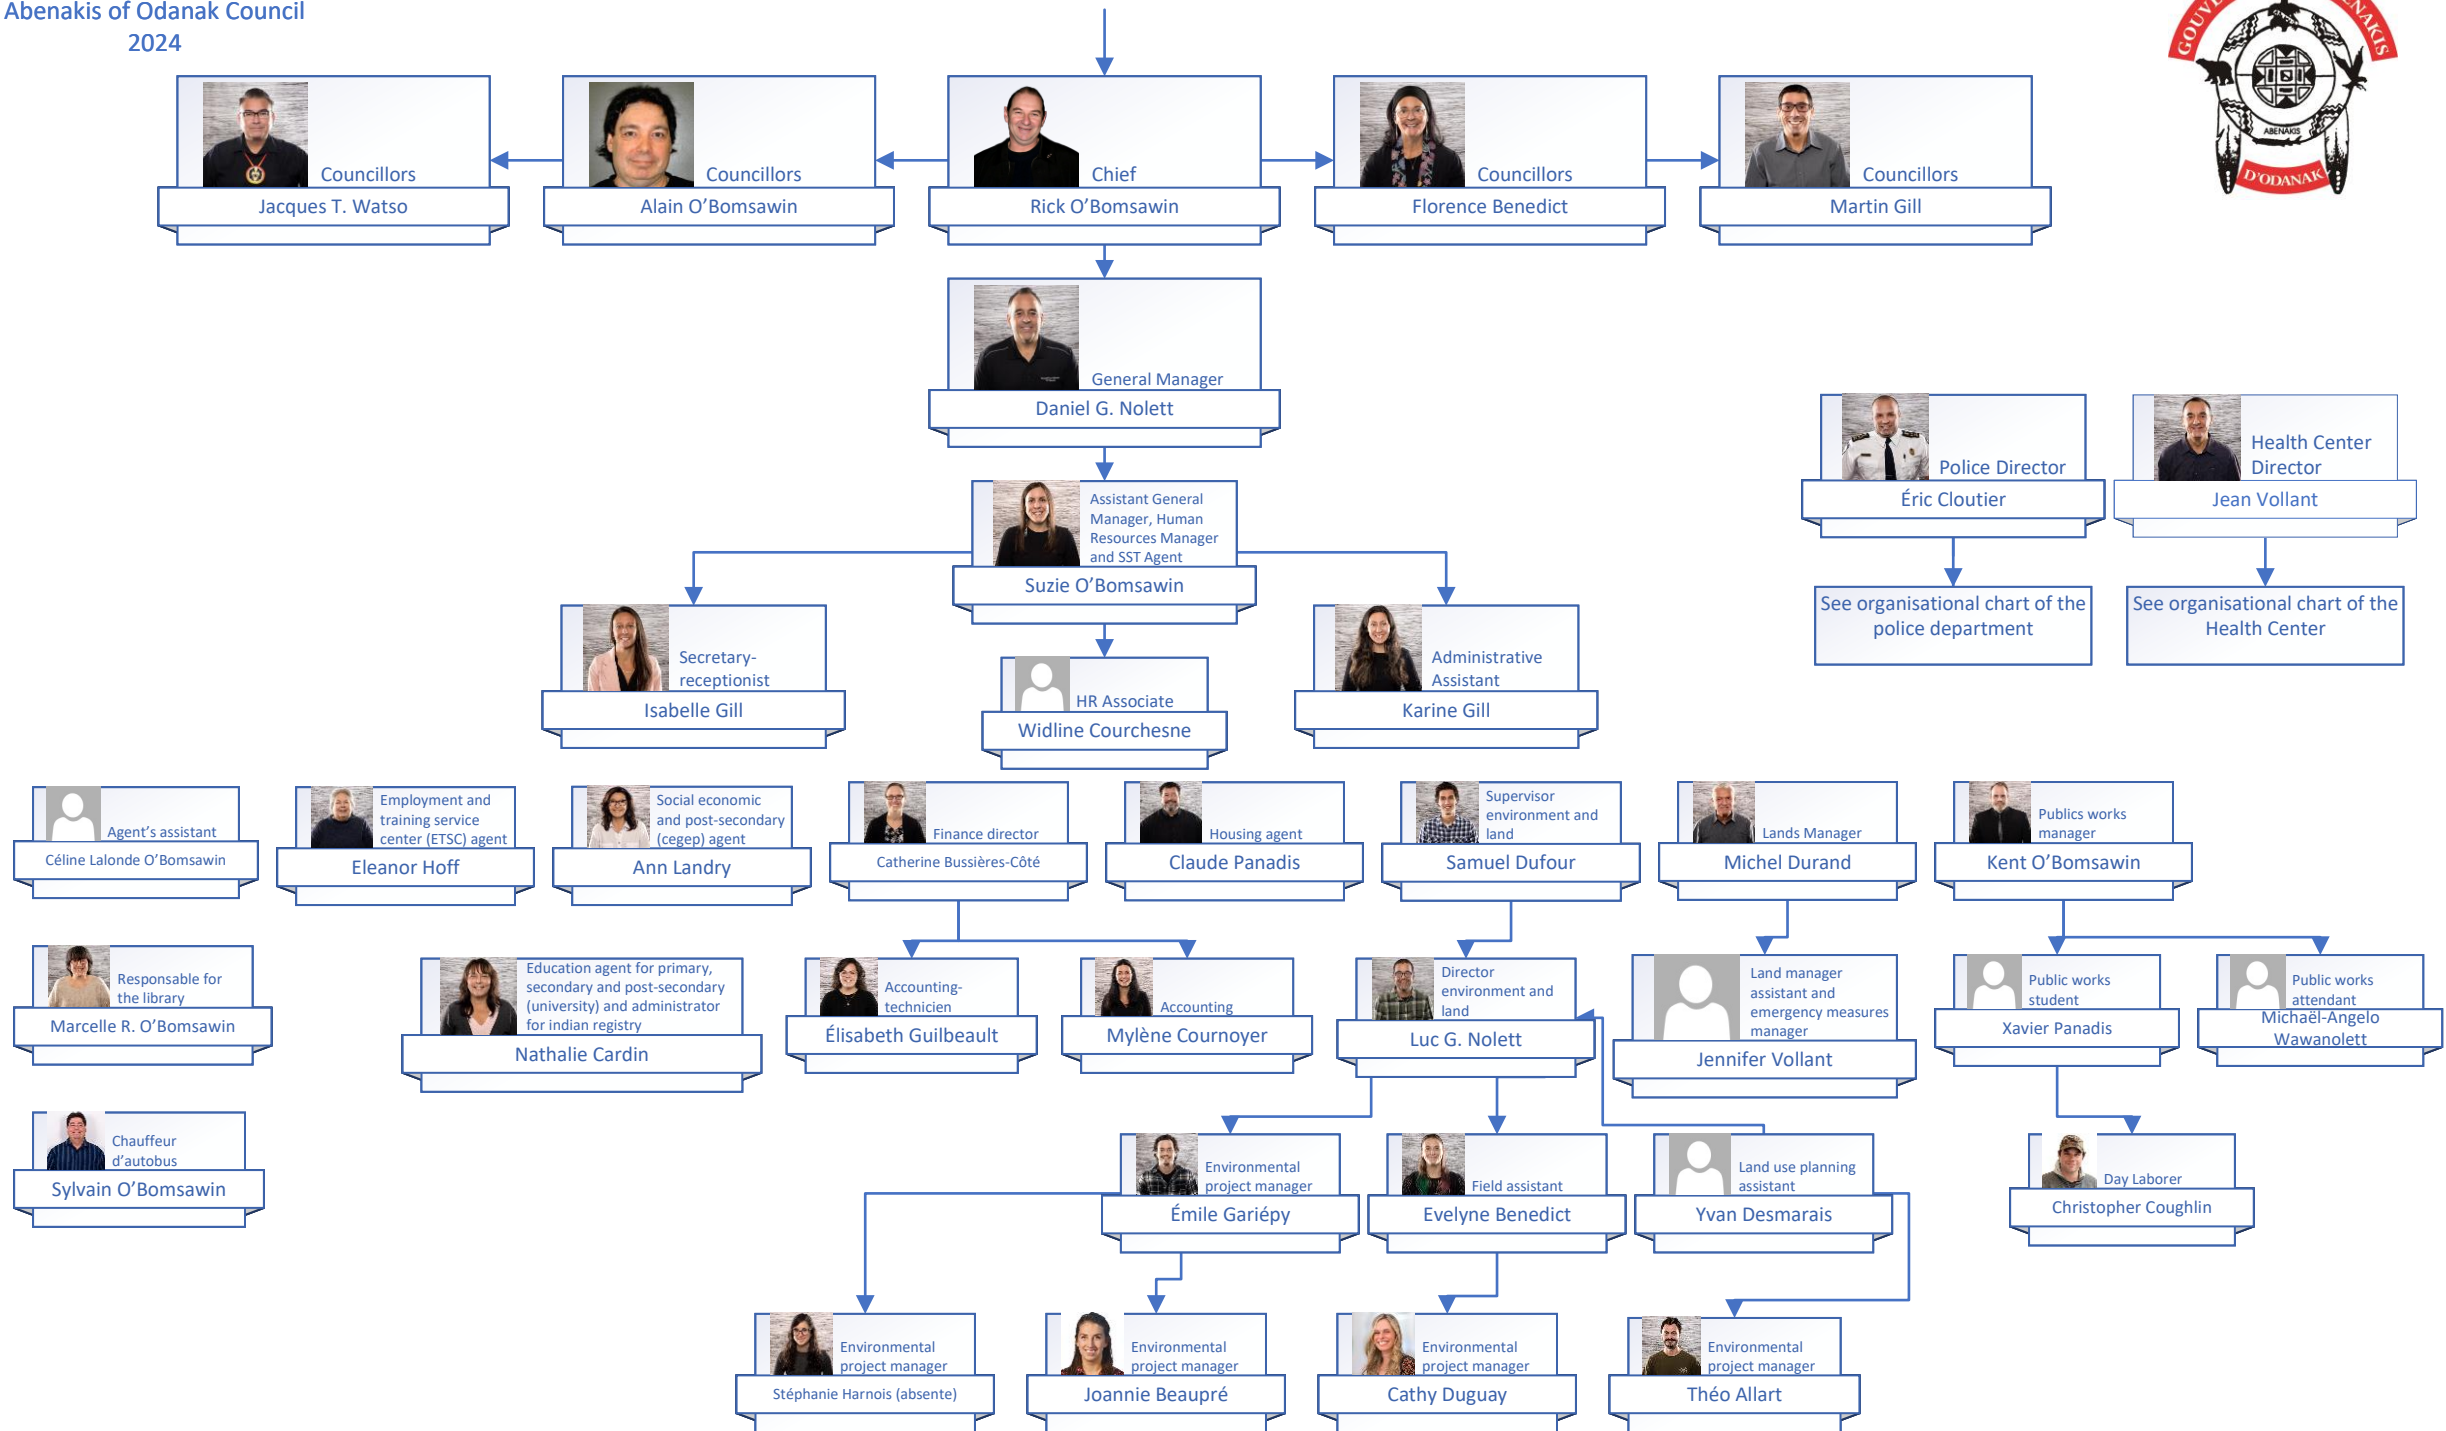 Abenakis of Odanak Council
2024
ABENAKIS
D'ODANAK
Councillors
Jacques T. Watso
Councillors
Alain O'Bomsawin
Chief
Rick O'Bomsawin
Councillors
Florence Benedict
Councillors
Martin Gill
General Manager
Daniel G. Nolett
Police Director
Éric Cloutier
Health Center
Director
Jean Vollant
Assistant General
Manager, Human
Resources Manager
and SST Agent
Suzie O'Bomsawin
See organisational chart of the
police department
See organisational chart of the
Health Center
Secretary-
receptionist
Isabelle Gill
HR Associate
Widline Courchesne
Administrative
Assistant
Karine Gill
Agent's assistant
Céline Lalonde O'Bomsawin
Employment and
training service
center (ETSC) agent
Eleanor Hoff
Social economic
and post-secondary
(cegep) agent
Ann Landry
Finance director
Catherine Bussières-Côté
Housing agent
Claude Panadis
Supervisor
environment and
land
Samuel Dufour
Lands Manager
Michel Durand
Publics works
manager
Kent O'Bomsawin
Responsable for
the library
Marcelle R. O'Bomsawin
Education agent for primary,
secondary and post-secondary
(university) and administrator
for indian registry
Nathalie Cardin
Accounting-
technicien
Élisabeth Guilbeault
Accounting
Mylène Cournoyer
Director
environment and
land
Luc G. Nolett
Land manager
assistant and
emergency measures
manager
Jennifer Vollant
Public works
student
Xavier Panadis
Public works
attendant
Michaël-Angelo
Wawanolett
Chauffeur
d'autobus
Sylvain O'Bomsawin
Environmental
project manager
Émile Gariépy
Field assistant
Evelyne Benedict
Land use planning
assistant
Yvan Desmarais
Day Laborer
Christopher Coughlin
Environmental
project manager
Stéphanie Harnois (absente)
Environmental
project manager
Joannie Beaupré
Environmental
project manager
Cathy Duguay
Environmental
project manager
Théo Allart